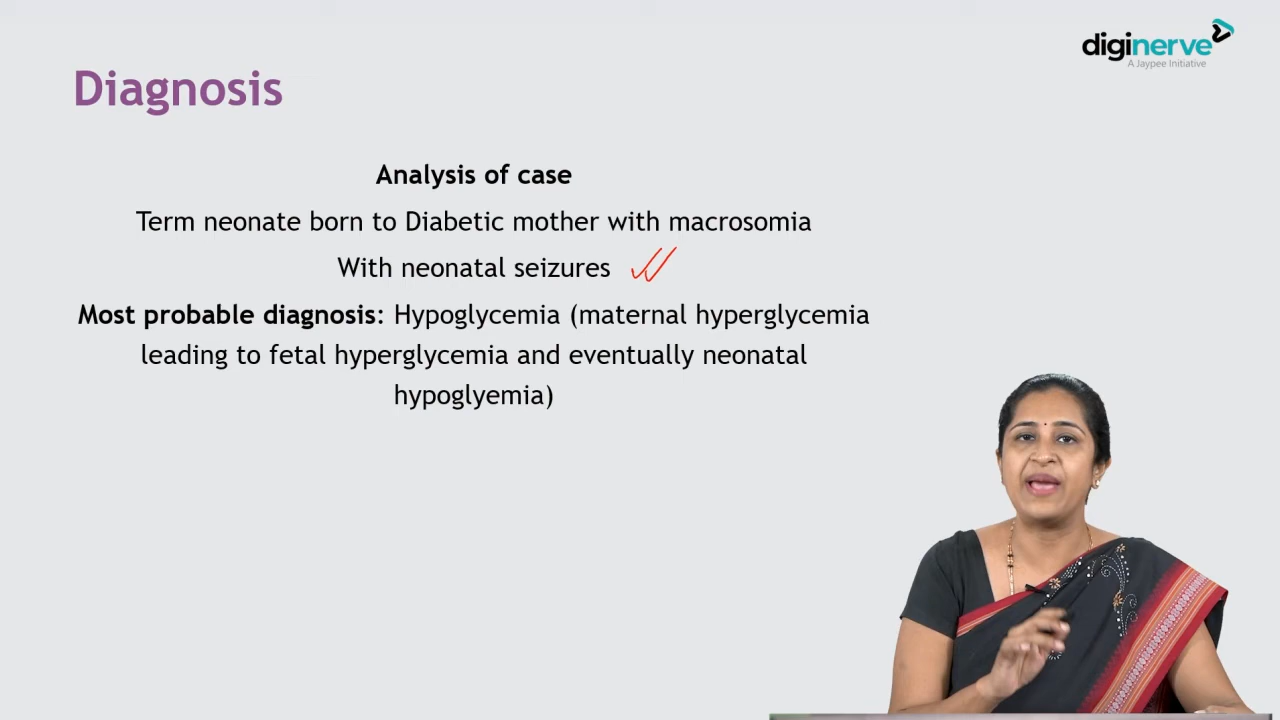 diginerve
A Jaypee Initiative
Diagnosis
Analysis of case
Term neonate born to Diabetic mother with macrosomia
With neonatal seizures
Most probable diagnosis: Hypoglycemia (maternal hyperglycemia
leading to fetal hyperglycemia and eventually neonatal
hypoglyemia)